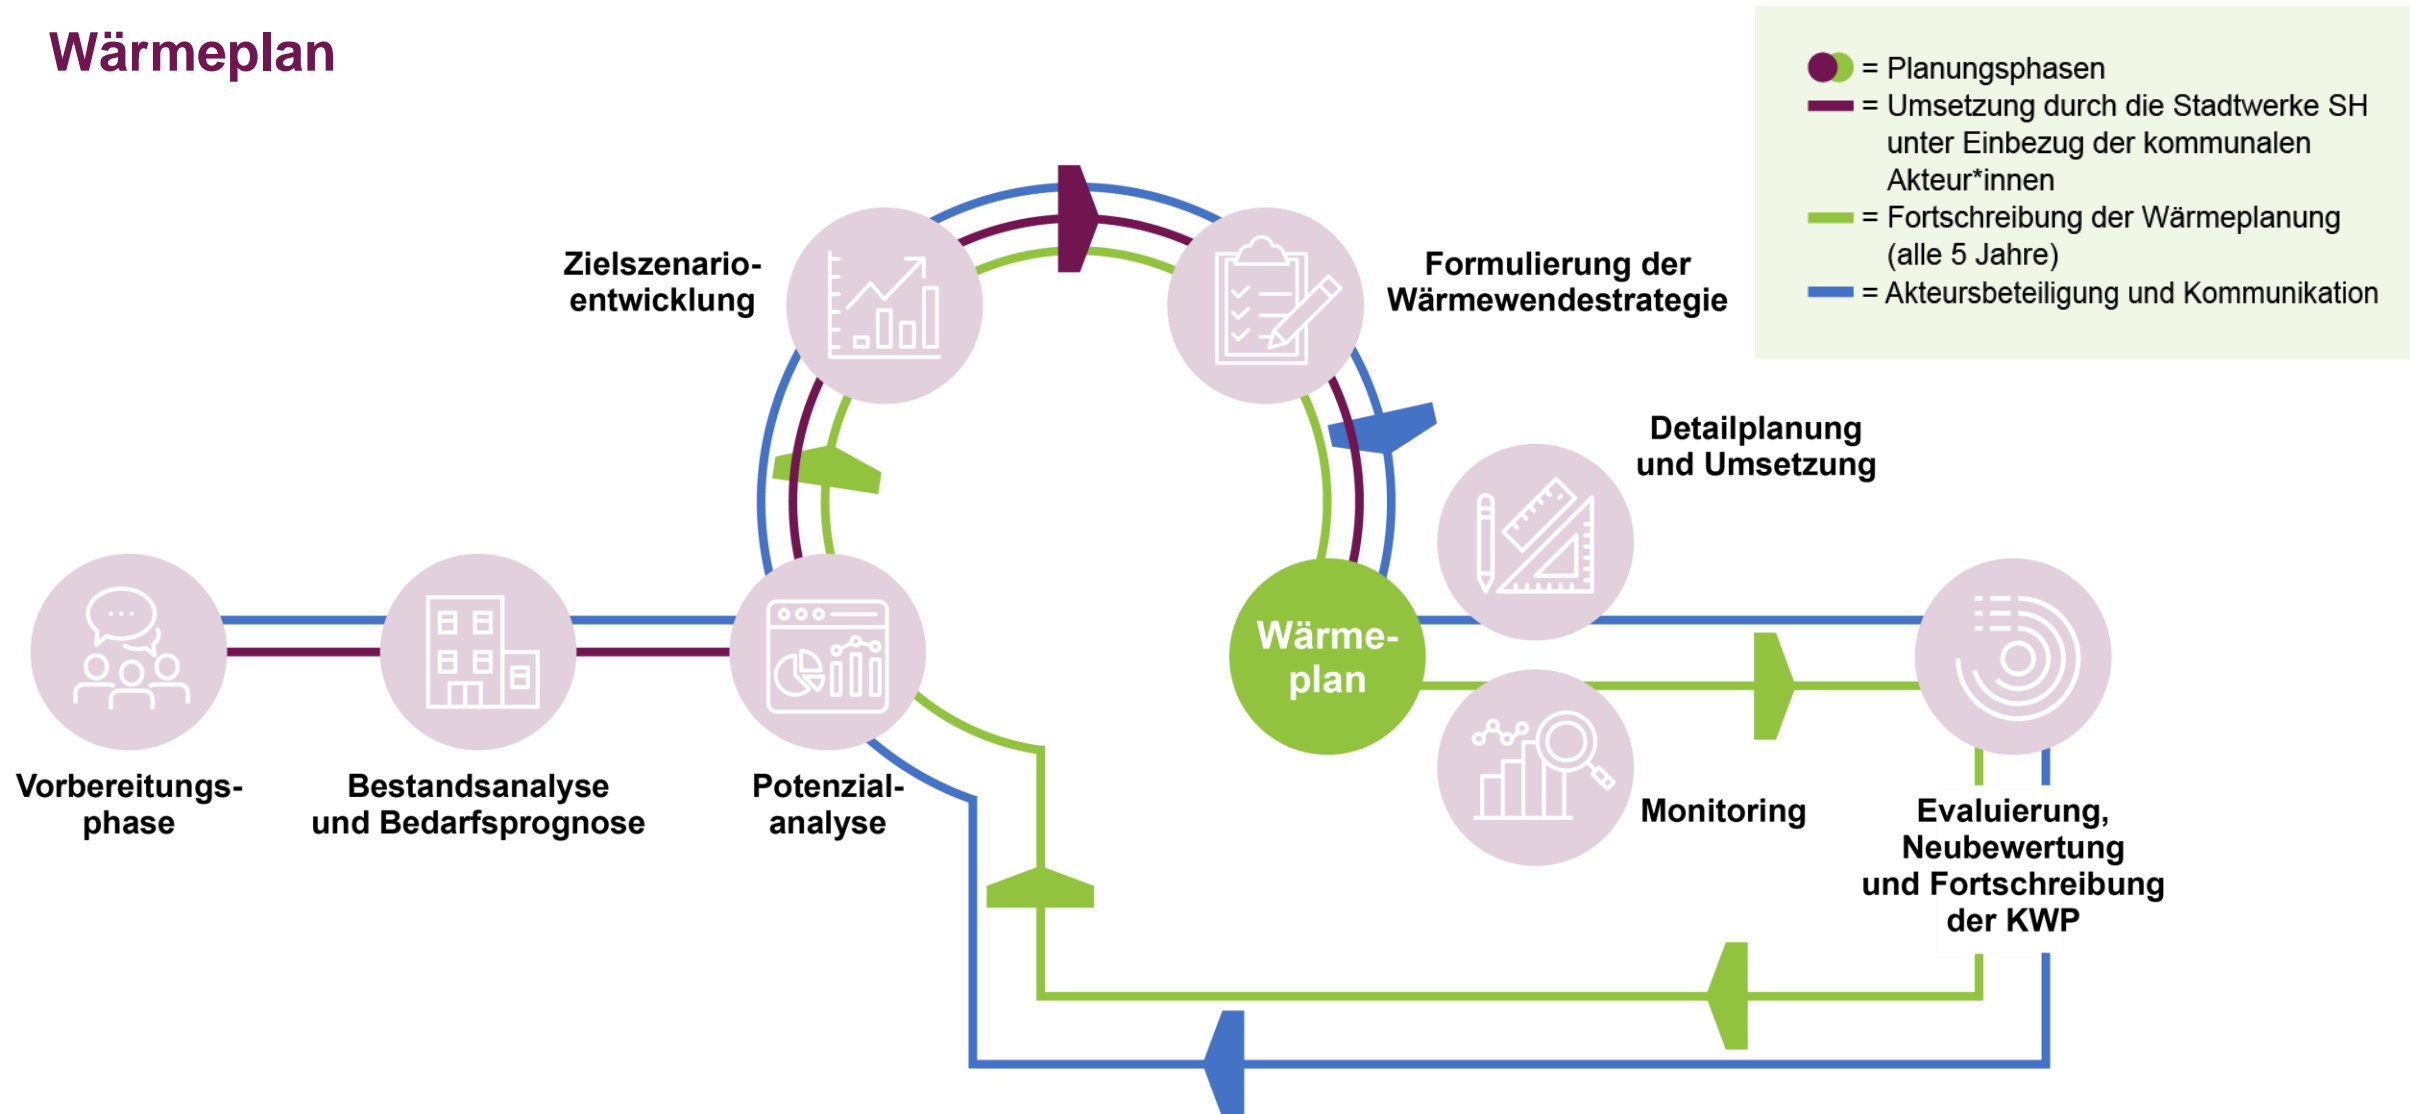 Wärmeplan
= Planungsphasen
= Umsetzung durch die Stadtwerke SH
unter Einbezug der kommunalen
Akteur*innen
= Fortschreibung der Wärmeplanung
(alle 5 Jahre)
= Akteursbeteiligung und Kommunikation
Zielszenario-
entwicklung
Formulierung der
Wärmewendestrategie
Detailplanung
und Umsetzung
Wärme-
plan
Vorbereitungs-
phase
Bestandsanalyse
und Bedarfsprognose
Potenzial-
analyse
Monitoring
Evaluierung,
Neubewertung
und Fortschreibung
der KWP